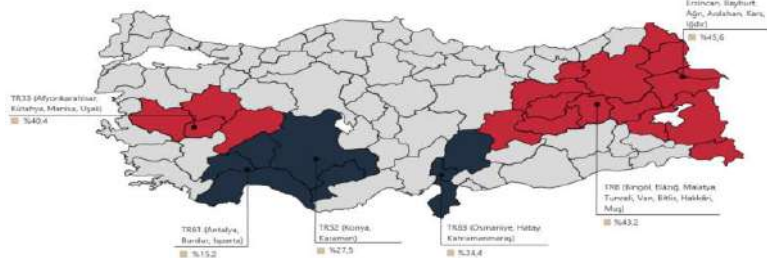 Erzincan, Bayburt,
Ağrı, Ardahan, Kars,
Iğdır)
%45,6
TR33 (Afyonkarahisar,
Kütahya, Manisa, Uşak)
%40,4
TRB (Bingöl, Elazığ, Malatya,
Tunceli, Van, Bitlis, Hakkâri,
Muş)
%43,2
TR61 (Antalya,
Burdur, Isparta)
%15,2
TR52 (Konya,
Karaman)
%27,5
TR63 (Osmaniye, Hatay,
Kahramanmaraş)
%34,4